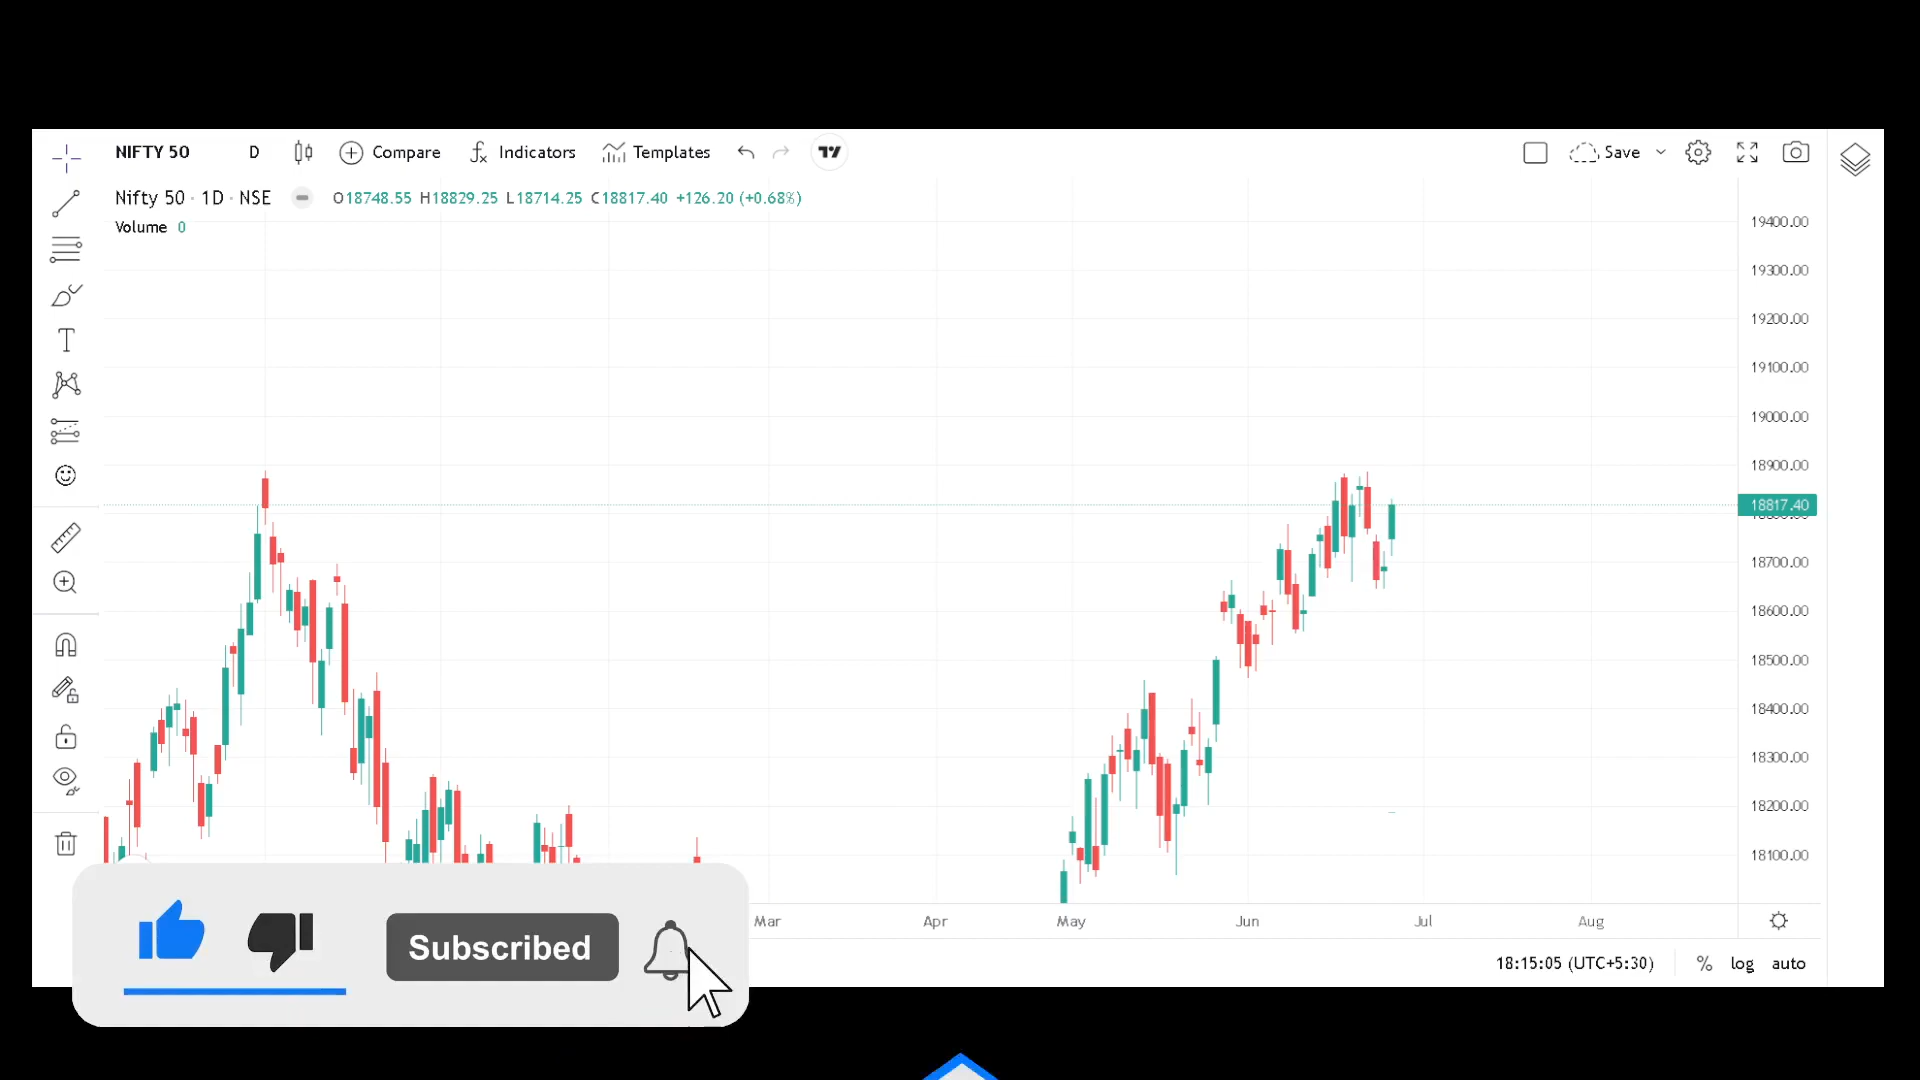 NIFTY 50 D Compare Indicators Templates Save
Nifty 50 · 1D · NSE O18748.55 H18829.25 L18714.25 C18817.40 +126.20 (+0.68%)
Volume 0
19400.00
19300.00
19200.00
19100.00
19000.00
18900.00
18817.40
18700.00
18600.00
18500.00
18400.00
18300.00
18200.00
18100.00
Mar Apr May Jun Jul Aug
Subscribed
18:15:05 (UTC+5:30) % log auto